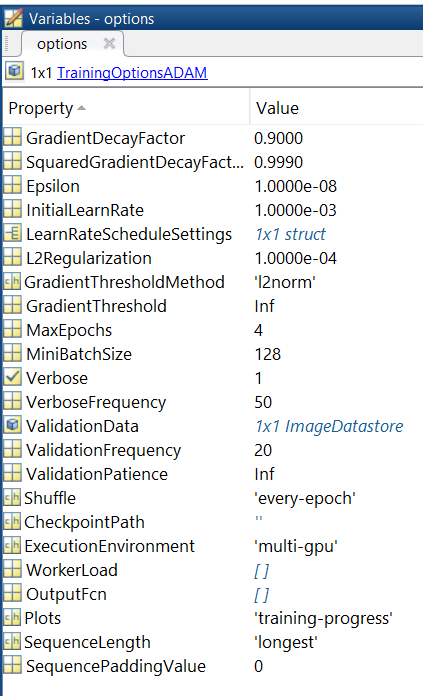 Variables - options
options
1x1 TrainingOptionsADAM
Property Value
GradientDecayFactor 0.9000
SquaredGradientDecayFact... 0.9990
Epsilon 1.0000e-08
InitialLearnRate 1.0000e-03
LearnRateScheduleSettings 1x1 struct
L2Regularization 1.0000e-04
GradientThresholdMethod 'l2norm'
GradientThreshold Inf
MaxEpochs 4
MiniBatchSize 128
Verbose 1
VerboseFrequency 50
ValidationData 1x1 ImageDatastore
ValidationFrequency 20
ValidationPatience Inf
Shuffle 'every-epoch'
CheckpointPath ''
ExecutionEnvironment 'multi-gpu'
WorkerLoad [ ]
OutputFcn [ ]
Plots 'training-progress'
SequenceLength 'longest'
SequencePaddingValue 0